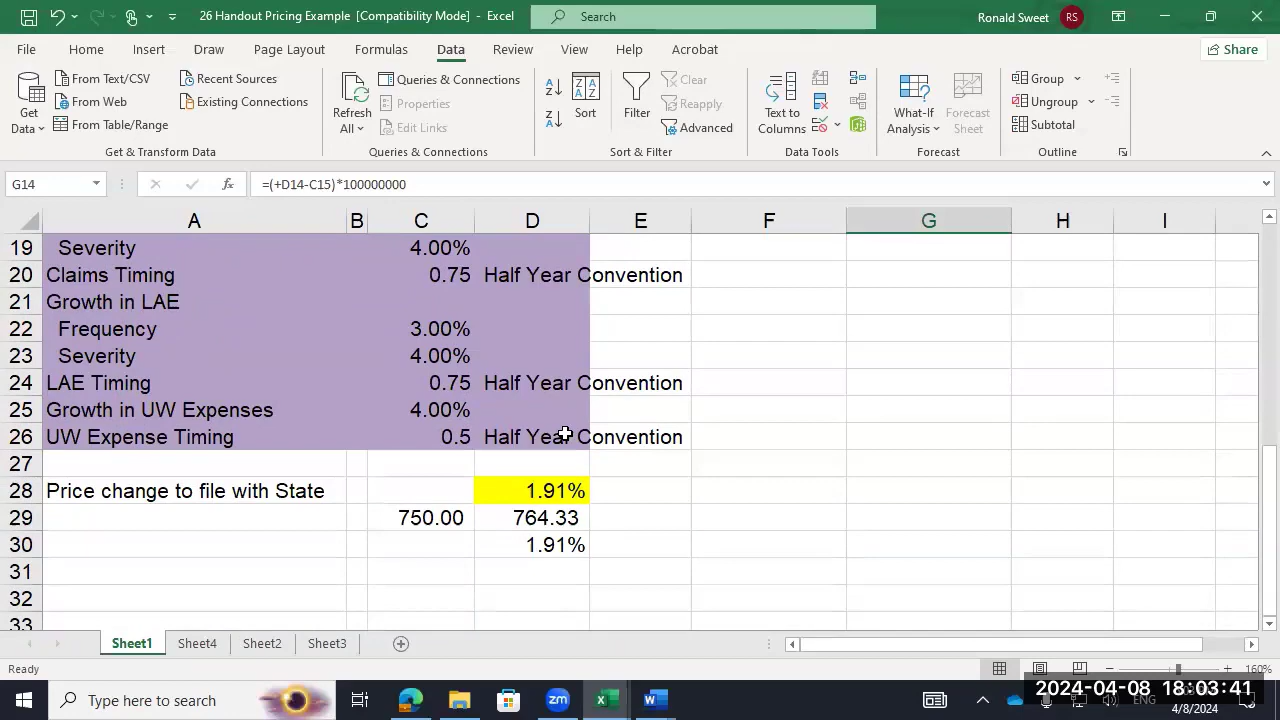 26 Handout Pricing Example [Compatibility Mode] - Excel
Search
Ronald Sweet RS
File Home Insert Draw Page Layout Formulas Data Review View Help Acrobat Share
Get Data
From Text/CSV
From Web
From Table/Range
Recent Sources
Existing Connections
Get & Transform Data
Refresh All
Queries & Connections
Properties
Edit Links
Queries & Connections
Sort
Filter
Clear
Reapply
Advanced
Sort & Filter
Text to Columns
Data Tools
What-If Analysis
Forecast Sheet
Forecast
Group
Ungroup
Subtotal
Outline
G14 fx =(+D14-C15)*100000000
A B C D E F G H I
19 Severity 4.00%
20 Claims Timing 0.75 Half Year Convention
21 Growth in LAE
22 Frequency 3.00%
23 Severity 4.00%
24 LAE Timing 0.75 Half Year Convention
25 Growth in UW Expenses 4.00%
26 UW Expense Timing 0.5 Half Year Convention
27
28 Price change to file with State 1.91%
29 750.00 764.33
30 1.91%
31
32
33
Sheet1 Sheet4 Sheet2 Sheet3
Ready 160%
Type here to search
zm
ENG
2024-04-08 18:03:41
4/8/2024